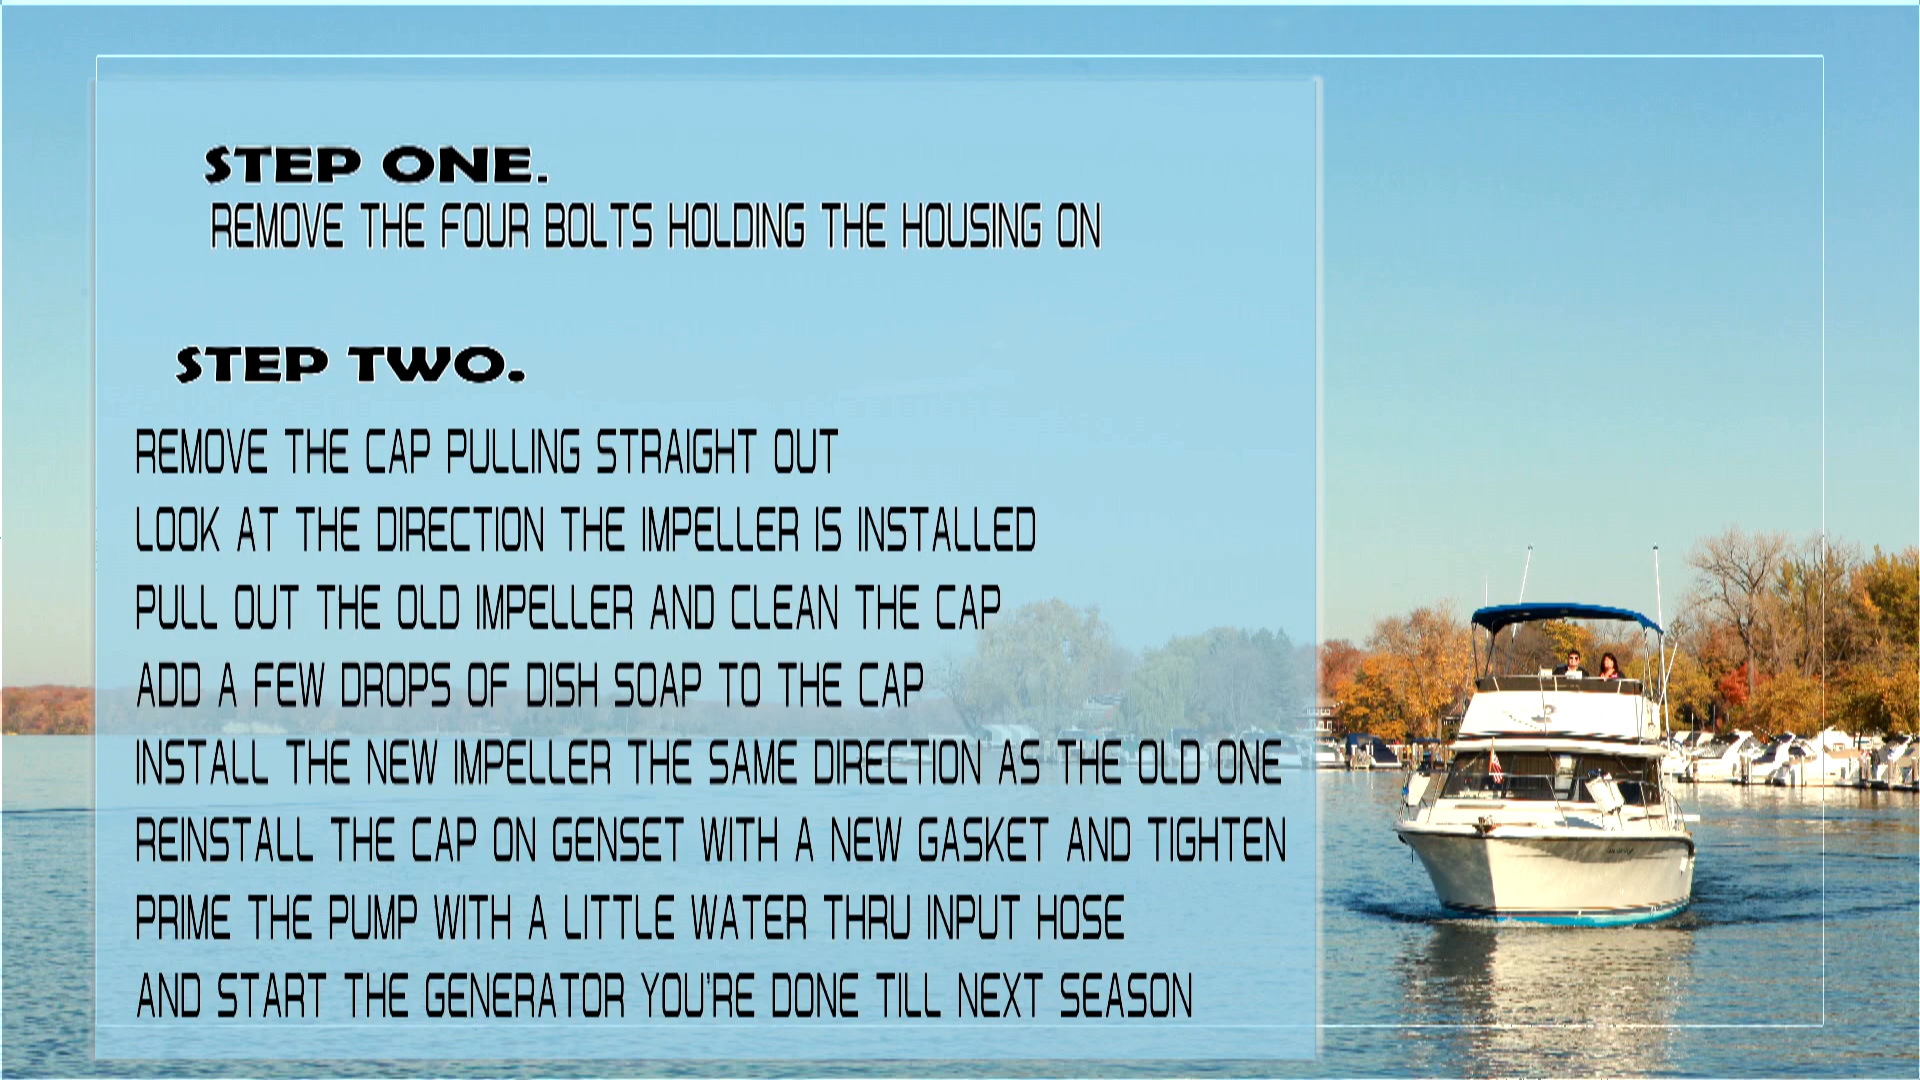 STEP ONE.
REMOVE THE FOUR BOLTS HOLDING THE HOUSING ON
STEP TWO.
REMOVE THE CAP PULLING STRAIGHT OUT
LOOK AT THE DIRECTION THE IMPELLER IS INSTALLED
PULL OUT THE OLD IMPELLER AND CLEAN THE CAP
ADD A FEW DROPS OF DISH SOAP TO THE CAP
INSTALL THE NEW IMPELLER THE SAME DIRECTION AS THE OLD ONE
REINSTALL THE CAP ON GENSET WITH A NEW GASKET AND TIGHTEN
PRIME THE PUMP WITH A LITTLE WATER THRU INPUT HOSE
AND START THE GENERATOR YOU'RE DONE TILL NEXT SEASON